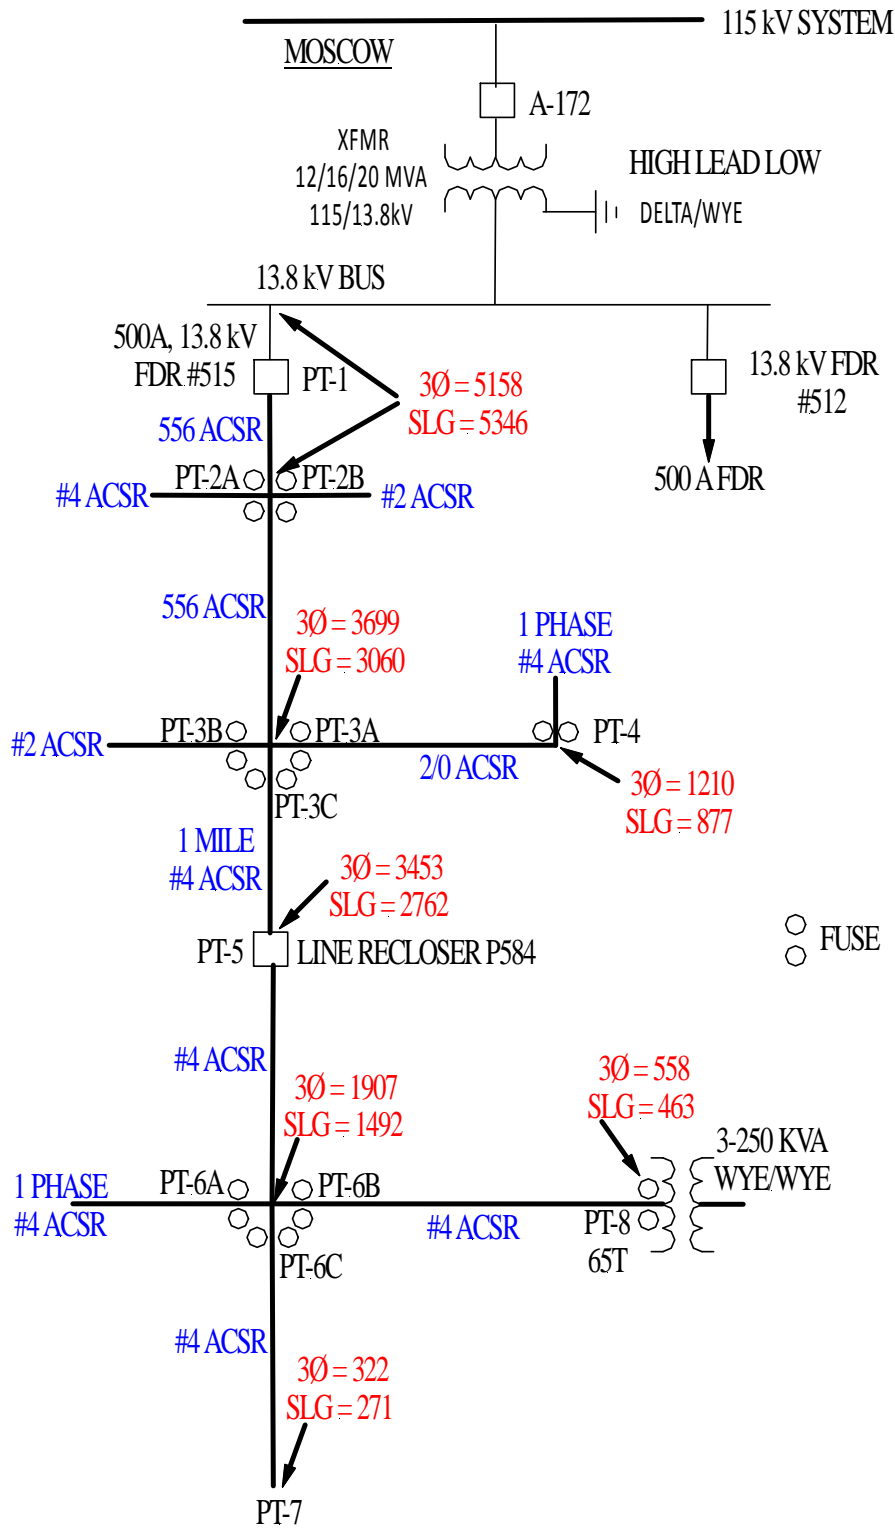 115 kV SYSTEM
MOSCOW
A-172
XFMR
12/16/20 MVA
115/13.8kV
HIGH LEAD LOW
DELTA/WYE
13.8 kV BUS
500A, 13.8 kV
FDR #515
PT-1
3Ø = 5158
SLG = 5346
13.8 kV FDR
#512
556 ACSR
PT-2A
PT-2B
#4 ACSR
#2 ACSR
500 A FDR
556 ACSR
3Ø = 3699
SLG = 3060
1 PHASE
#4 ACSR
PT-3B
PT-3A
PT-4
#2 ACSR
2/0 ACSR
3Ø = 1210
SLG = 877
PT-3C
1 MILE
#4 ACSR
3Ø = 3453
SLG = 2762
PT-5
LINE RECLOSER P584
FUSE
#4 ACSR
3Ø = 1907
SLG = 1492
3Ø = 558
SLG = 463
3-250 KVA
WYE/WYE
1 PHASE
#4 ACSR
PT-6A
PT-6B
#4 ACSR
PT-8
65T
PT-6C
#4 ACSR
3Ø = 322
SLG = 271
PT-7